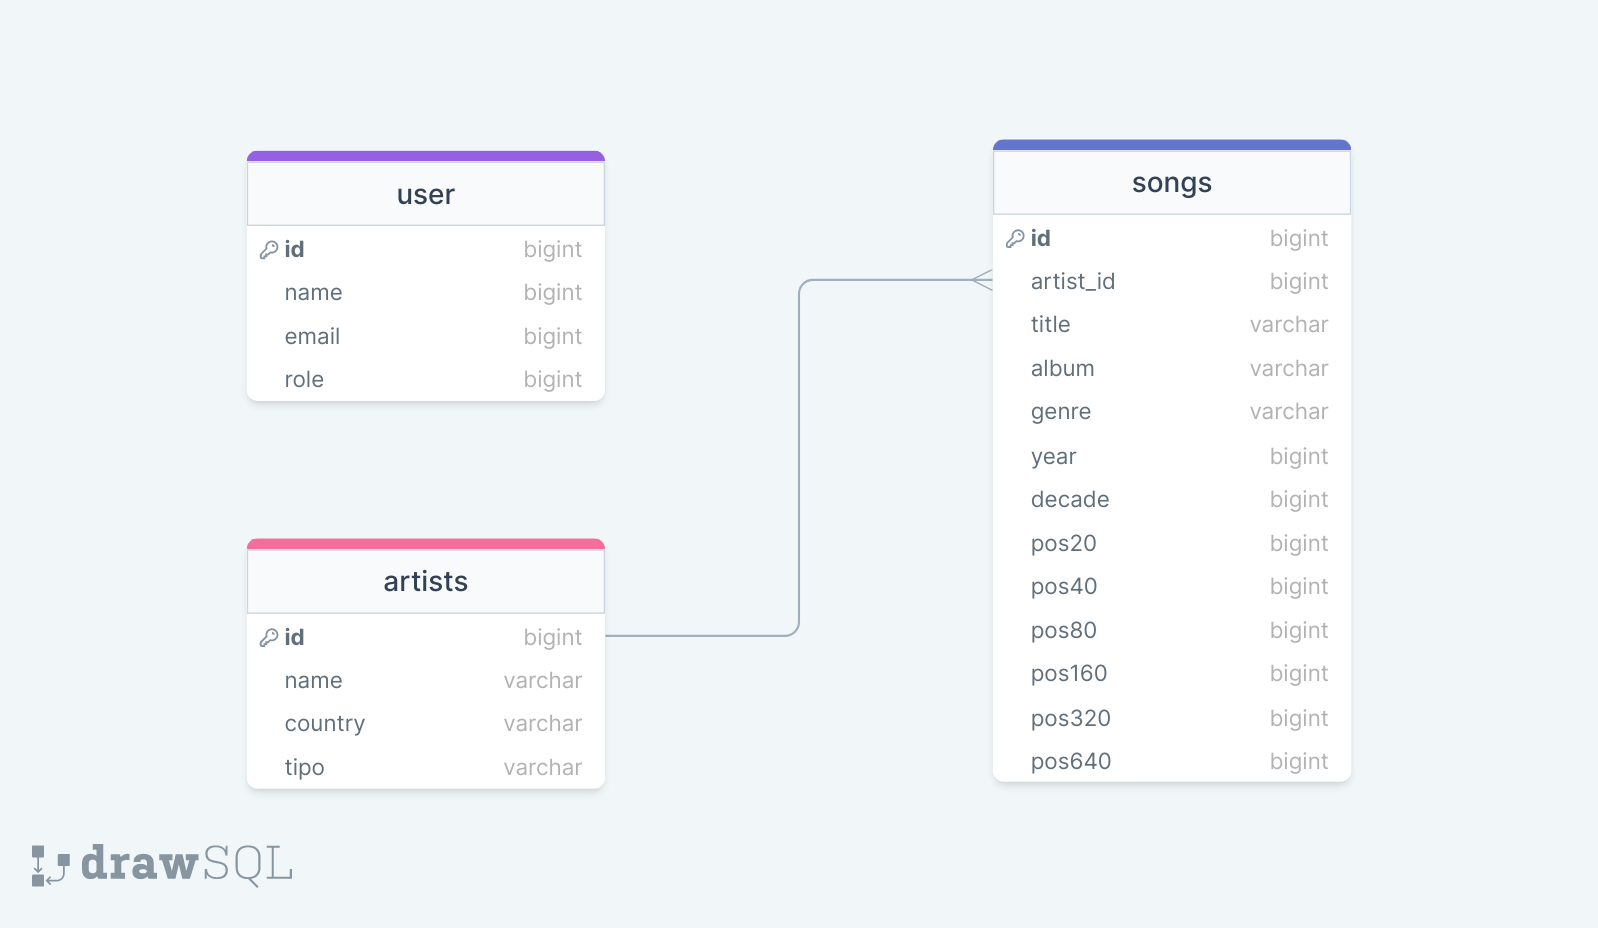 user
id bigint
name bigint
email bigint
role bigint
artists
id bigint
name varchar
country varchar
tipo varchar
songs
id bigint
artist_id bigint
title varchar
album varchar
genre varchar
year bigint
decade bigint
pos20 bigint
pos40 bigint
pos80 bigint
pos160 bigint
pos320 bigint
pos640 bigint
drawSQL